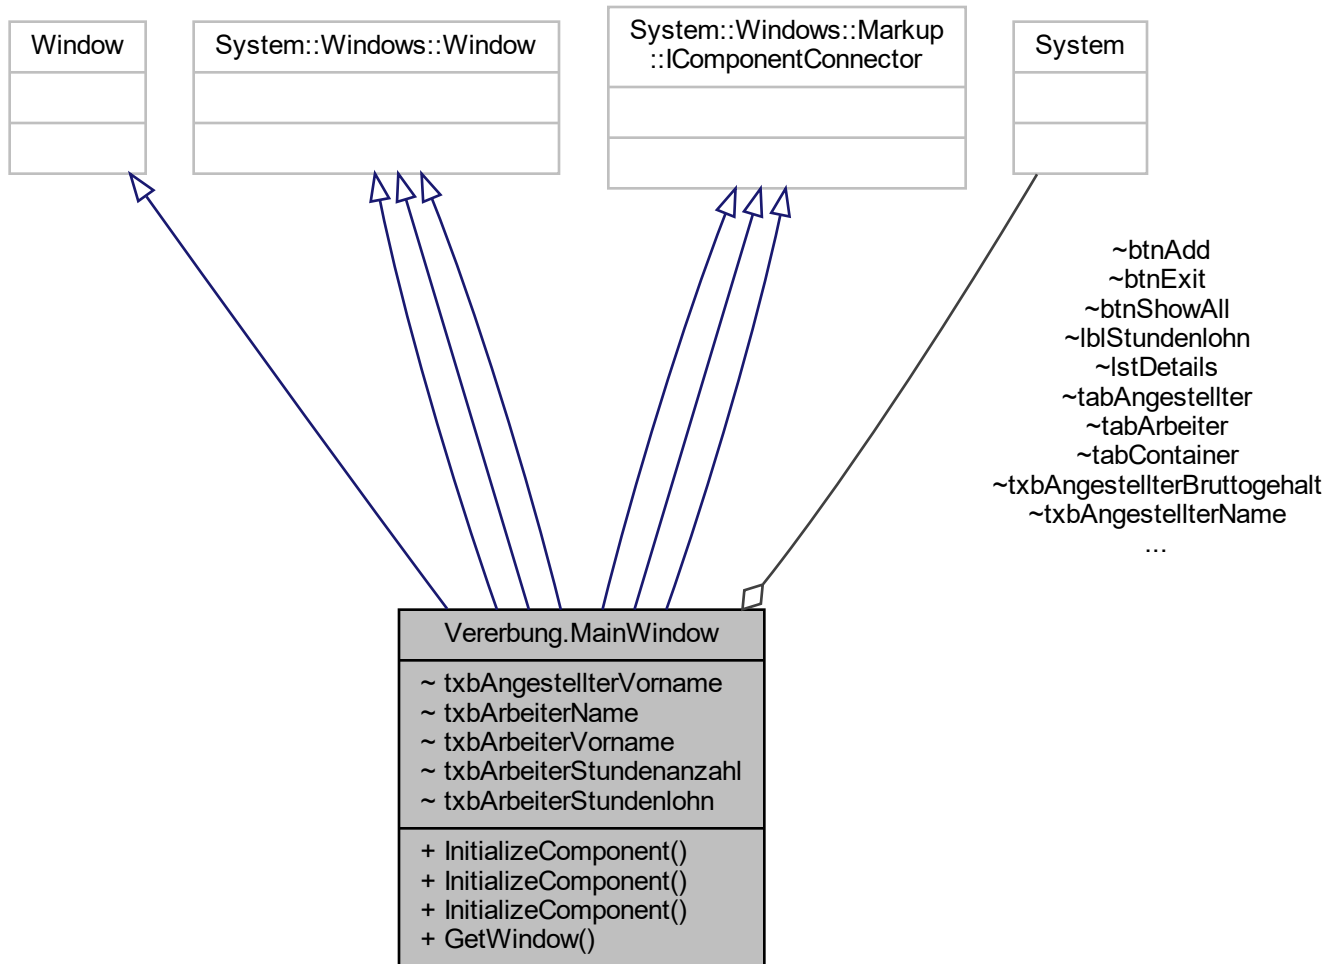 Window
System::Windows::Window
System::Windows::Markup
::IComponentConnector
System
~btnAdd
~btnExit
~btnShowAll
~lblStundenlohn
~lstDetails
~tabAngestellter
~tabArbeiter
~tabContainer
~txbAngestellterBruttogehalt
~txbAngestellterName
...
Vererbung.MainWindow
~ txbAngestellterVorname
~ txbArbeiterName
~ txbArbeiterVorname
~ txbArbeiterStundenanzahl
~ txbArbeiterStundenlohn
+ InitializeComponent()
+ InitializeComponent()
+ InitializeComponent()
+ GetWindow()